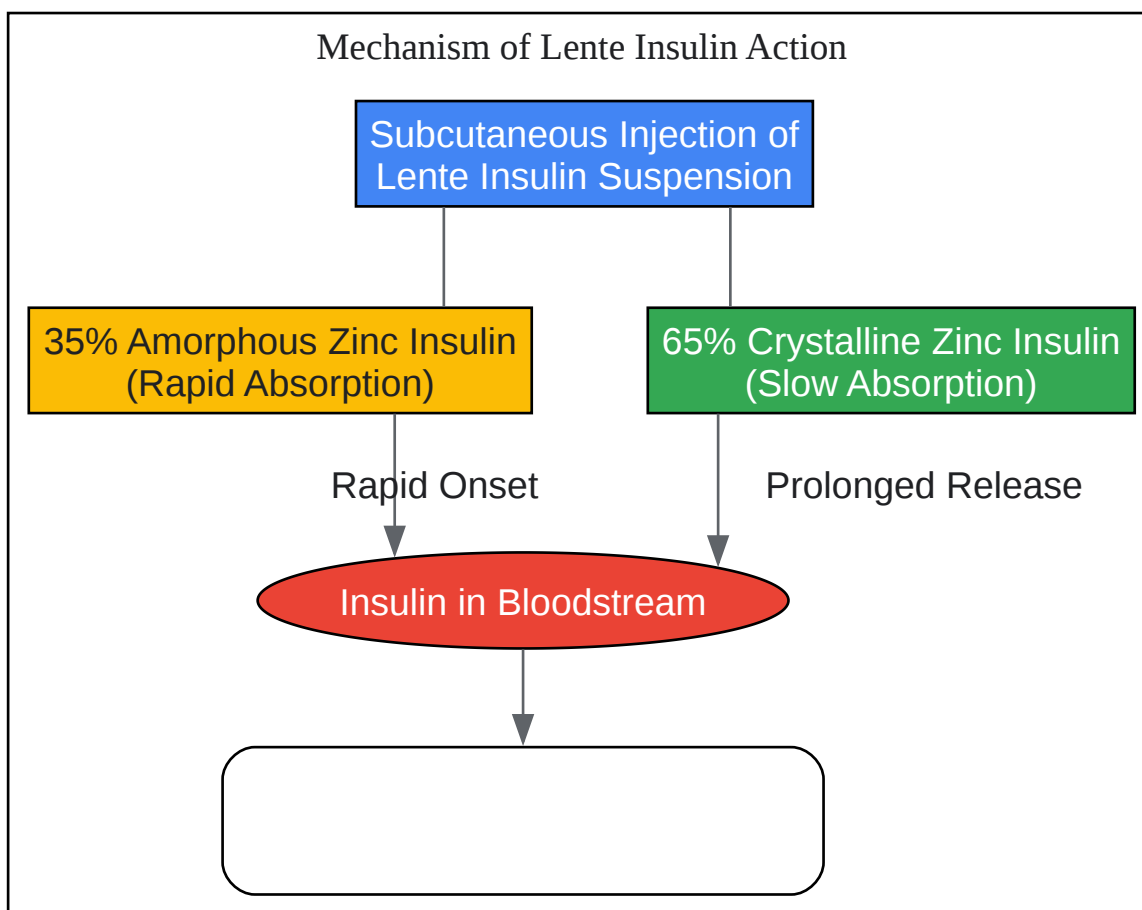 Mechanism of Lente Insulin Action
Subcutaneous Injection of
Lente Insulin Suspension
35% Amorphous Zinc Insulin
(Rapid Absorption)
65% Crystalline Zinc Insulin
(Slow Absorption)
Rapid Onset
Prolonged Release
Insulin in Bloodstream